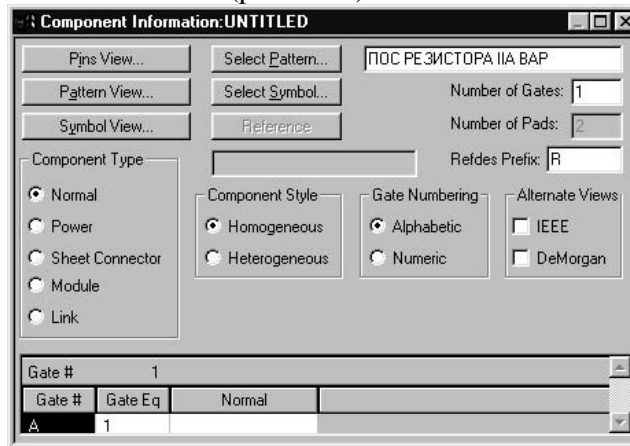 Component Information:UNTITLED
Pins View... Select Pattern... ПОС РЕЗИСТОРА IIA ВАР
Pattern View... Select Symbol... Number of Gates: 1
Symbol View... Reference Number of Pads: 2
Component Type Refdes Prefix: R
Normal Component Style Gate Numbering Alternate Views
Power Homogeneous Alphabetic IEEE
Sheet Connector Heterogeneous Numeric DeMorgan
Module
Link
Gate # 1
Gate # Gate Eq Normal
A 1